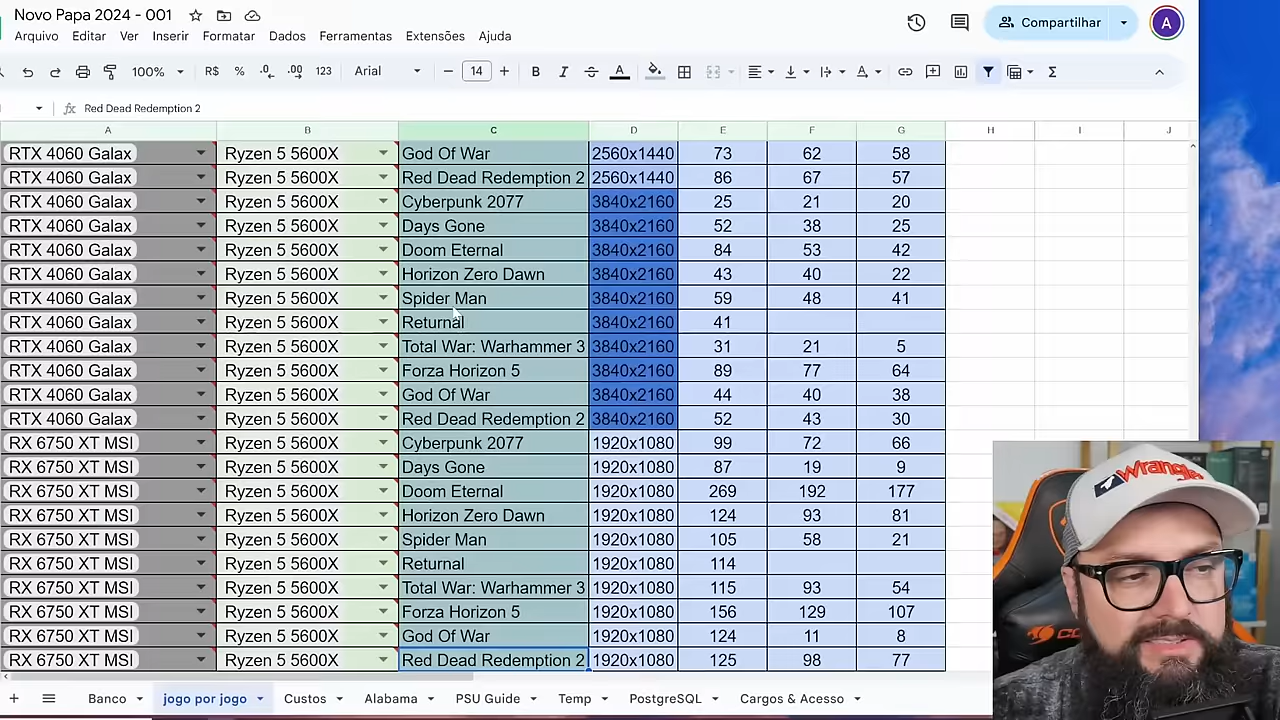 Novo Papa 2024 - 001
Arquivo Editar Ver Inserir Formatar Dados Ferramentas Extensões Ajuda
Compartilhar A
100% R$ % .0 .00 123 Arial 14 B I A
fx Red Dead Redemption 2
A B C D E F G H I J
RTX 4060 Galax Ryzen 5 5600X God Of War 2560x1440 73 62 58
RTX 4060 Galax Ryzen 5 5600X Red Dead Redemption 2 2560x1440 86 67 57
RTX 4060 Galax Ryzen 5 5600X Cyberpunk 2077 3840x2160 25 21 20
RTX 4060 Galax Ryzen 5 5600X Days Gone 3840x2160 52 38 25
RTX 4060 Galax Ryzen 5 5600X Doom Eternal 3840x2160 84 53 42
RTX 4060 Galax Ryzen 5 5600X Horizon Zero Dawn 3840x2160 43 40 22
RTX 4060 Galax Ryzen 5 5600X Spider Man 3840x2160 59 48 41
RTX 4060 Galax Ryzen 5 5600X Returnal 3840x2160 41
RTX 4060 Galax Ryzen 5 5600X Total War: Warhammer 3 3840x2160 31 21 5
RTX 4060 Galax Ryzen 5 5600X Forza Horizon 5 3840x2160 89 77 64
RTX 4060 Galax Ryzen 5 5600X God Of War 3840x2160 44 40 38
RTX 4060 Galax Ryzen 5 5600X Red Dead Redemption 2 3840x2160 52 43 30
RX 6750 XT MSI Ryzen 5 5600X Cyberpunk 2077 1920x1080 99 72 66
RX 6750 XT MSI Ryzen 5 5600X Days Gone 1920x1080 87 19 9
RX 6750 XT MSI Ryzen 5 5600X Doom Eternal 1920x1080 269 192 177
RX 6750 XT MSI Ryzen 5 5600X Horizon Zero Dawn 1920x1080 124 93 81
RX 6750 XT MSI Ryzen 5 5600X Spider Man 1920x1080 105 58 21
RX 6750 XT MSI Ryzen 5 5600X Returnal 1920x1080 114
RX 6750 XT MSI Ryzen 5 5600X Total War: Warhammer 3 1920x1080 115 93 54
RX 6750 XT MSI Ryzen 5 5600X Forza Horizon 5 1920x1080 156 129 107
RX 6750 XT MSI Ryzen 5 5600X God Of War 1920x1080 124 11 8
RX 6750 XT MSI Ryzen 5 5600X Red Dead Redemption 2 1920x1080 125 98 77
Wrangler
Banco jogo por jogo Custos Alabama PSU Guide Temp PostgreSQL Cargos & Acesso